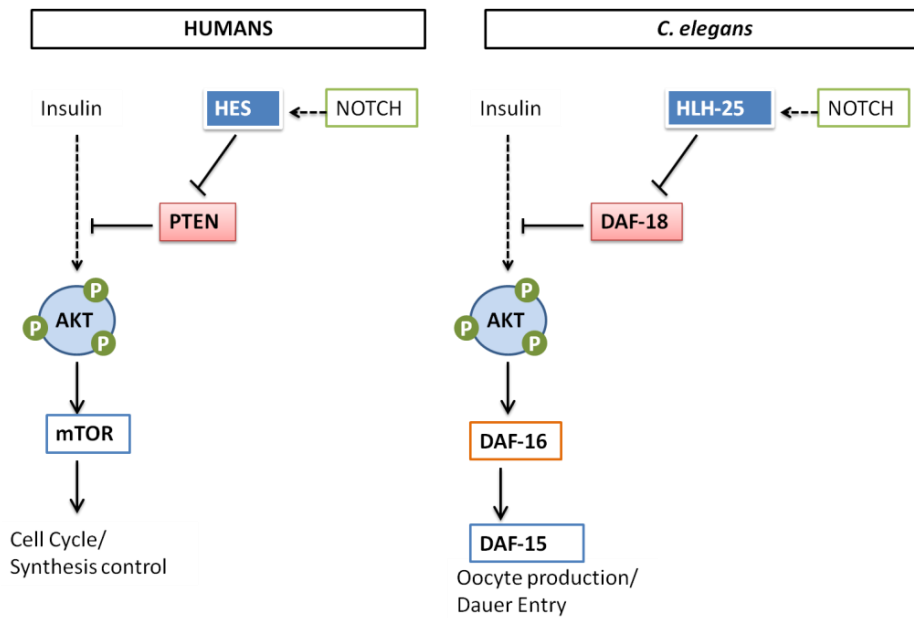 HUMANS
Insulin
HES
NOTCH
PTEN
P
AKT
P
P
mTOR
Cell Cycle/
Synthesis control
C. elegans
Insulin
HLH-25
NOTCH
DAF-18
P
AKT
P
P
DAF-16
DAF-15
Oocyte production/
Dauer Entry